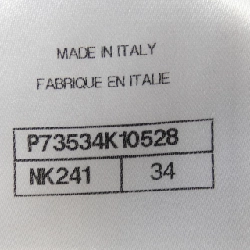 MADE IN ITALY
FABRIQUE EN ITALIE
P73534K10528
NK241 34